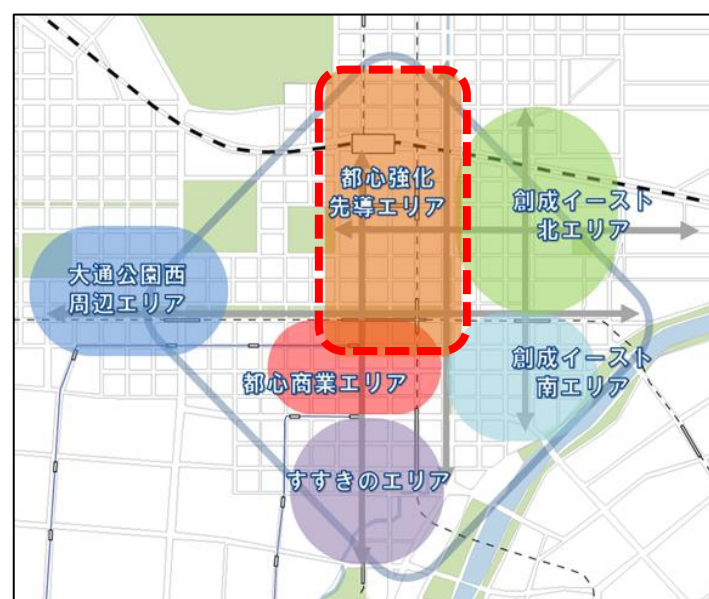 都心強化
先導エリア
創成イースト
北エリア
大通公園西
周辺エリア
創成イースト
南エリア
都心商業エリア
すすきのエリア